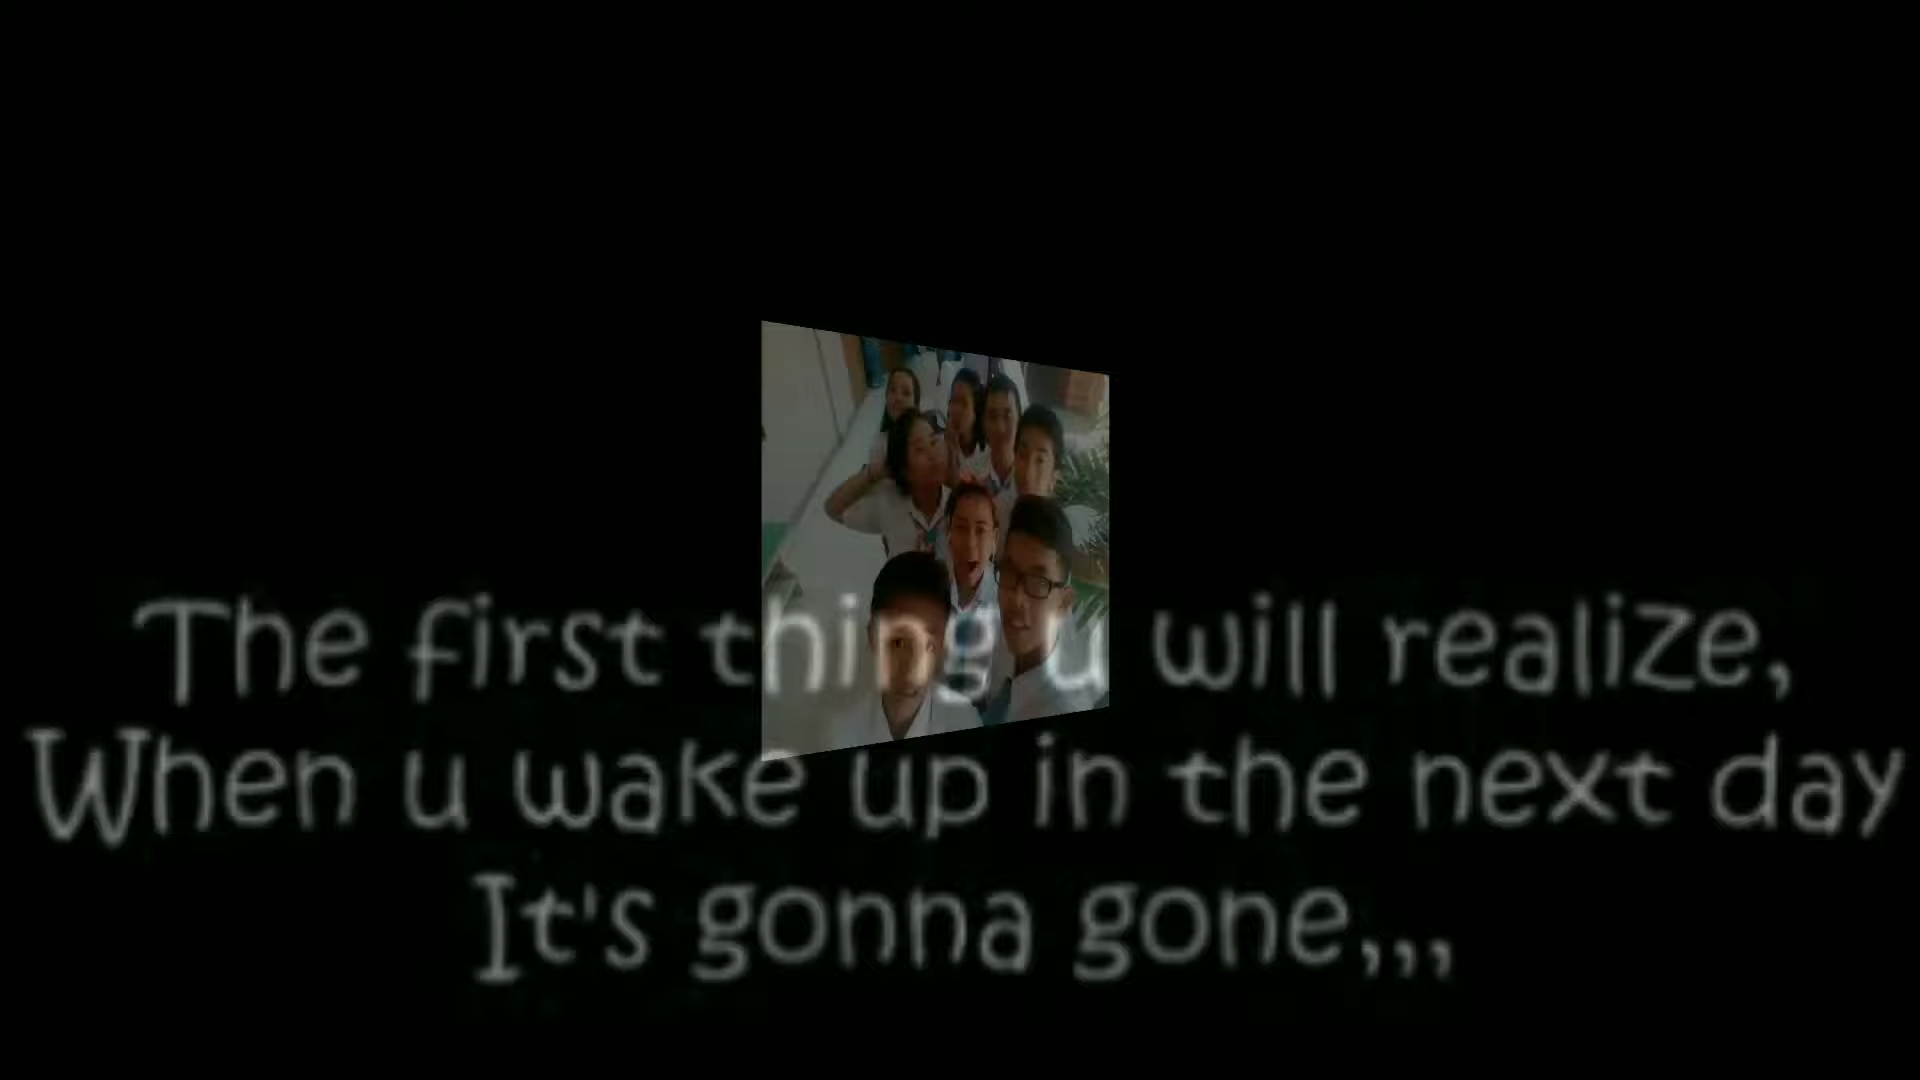 The first thing u will realize,
When u wake up in the next day
It's gonna gone,,,